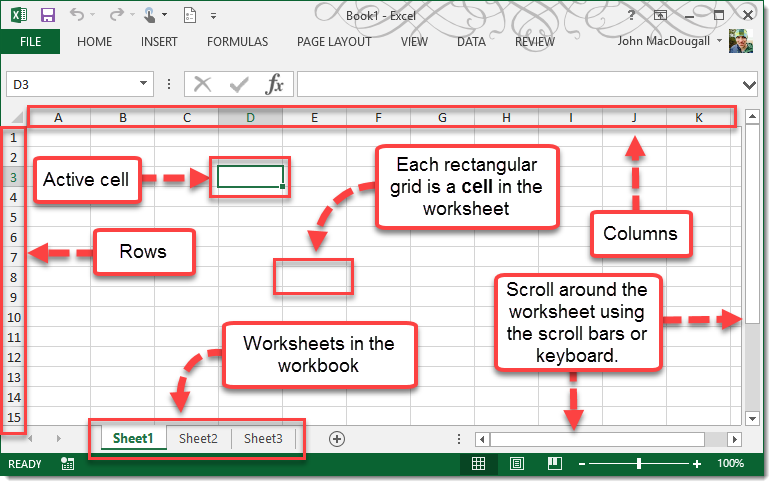 Book1 - Excel
?
FILE HOME INSERT FORMULAS PAGE LAYOUT VIEW DATA REVIEW John MacDougall
D3 fx
A B C D E F G H I J K
1
2
3
4
5
6
7
8
9
10
11
12
13
14
15
Active cell
Each rectangular
grid is a cell in the
worksheet
Columns
Rows
Scroll around the
worksheet using
the scroll bars or
keyboard.
Worksheets in the
workbook
Sheet1 Sheet2 Sheet3
READY 100%